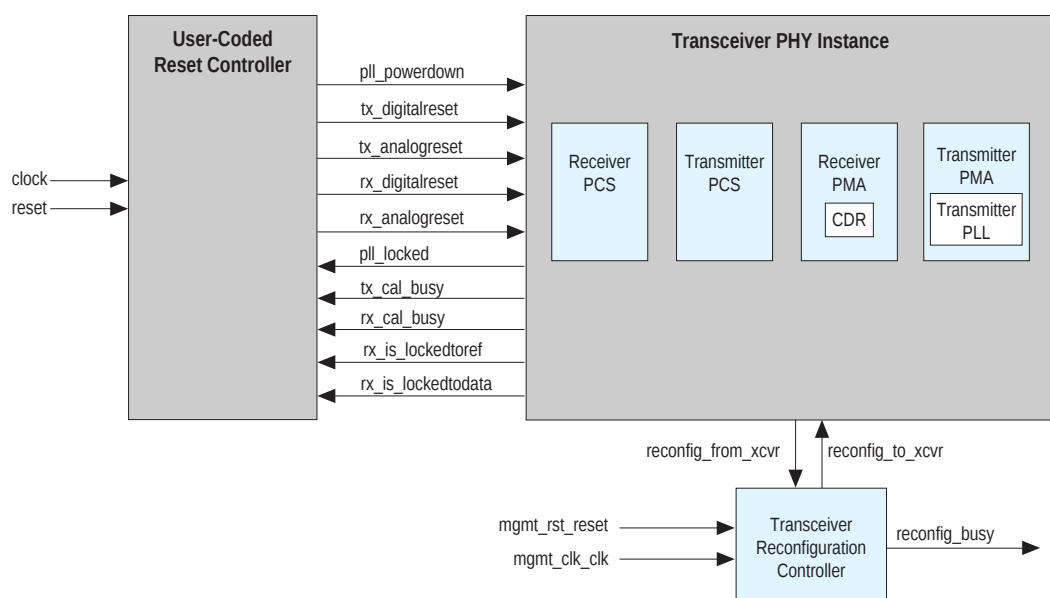 User-Coded
Reset Controller
Transceiver PHY Instance
pll_powerdown
tx_digitalreset
tx_analogreset
rx_digitalreset
rx_analogreset
pll_locked
tx_cal_busy
rx_cal_busy
rx_is_lockedtoref
rx_is_lockedtodata
clock
reset
Receiver
PCS
Transmitter
PCS
Receiver
PMA
CDR
Transmitter
PMA
Transmitter
PLL
reconfig_from_xcvr
reconfig_to_xcvr
mgmt_rst_reset
mgmt_clk_clk
Transceiver
Reconfiguration
Controller
reconfig_busy